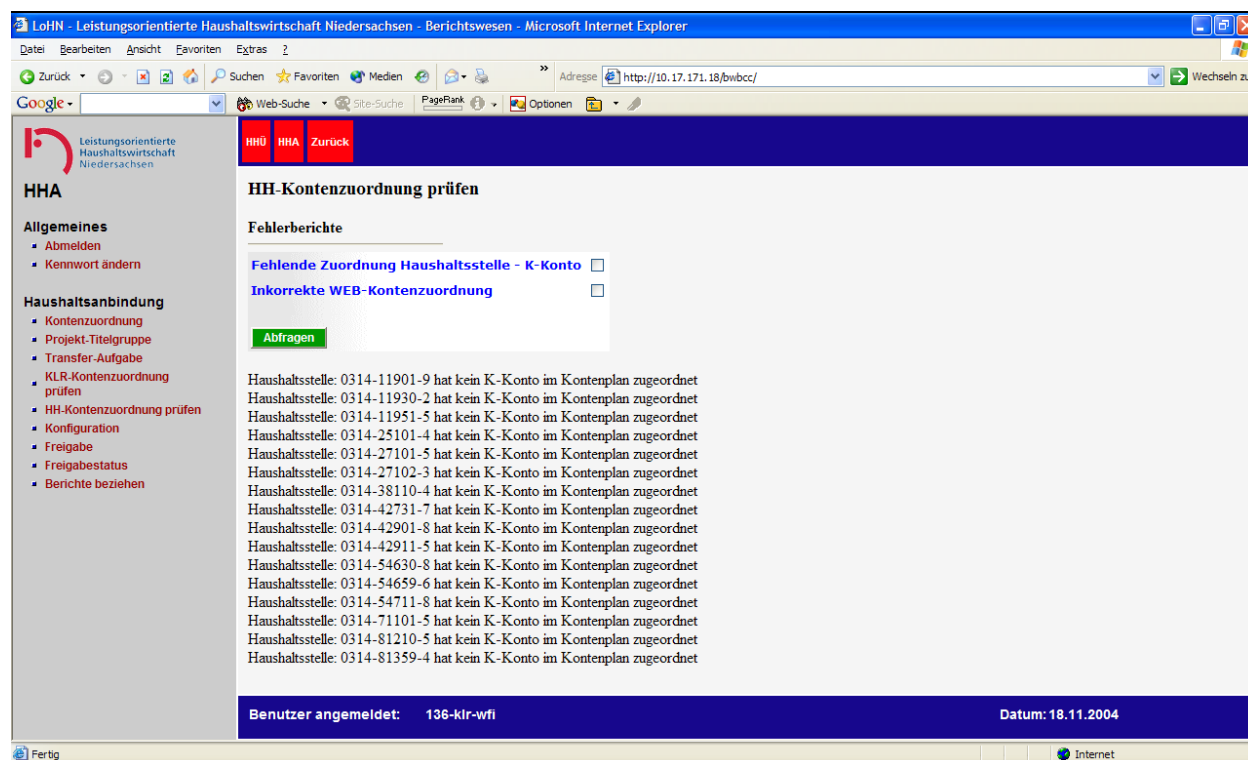 LoHN - Leistungsorientierte Haushaltswirtschaft Niedersachsen - Berichtswesen - Microsoft Internet Explorer
Datei Bearbeiten Ansicht Favoriten Extras ?
Zurück Suchen Favoriten Medien » Adresse http://10.17.171.18/bwbcc/ Wechseln zu
Google Web-Suche Site-Suche PageRank Optionen
Leistungsorientierte
Haushaltswirtschaft
Niedersachsen
HHÜ HHA Zurück
HHA
Allgemeines
Abmelden
Kennwort ändern
Haushaltsanbindung
Kontenzuordnung
Projekt-Titelgruppe
Transfer-Aufgabe
KLR-Kontenzuordnung
prüfen
HH-Kontenzuordnung prüfen
Konfiguration
Freigabe
Freigabestatus
Berichte beziehen
HH-Kontenzuordnung prüfen
Fehlerberichte
Fehlende Zuordnung Haushaltsstelle - K-Konto
Inkorrekte WEB-Kontenzuordnung
Abfragen
Haushaltsstelle: 0314-11901-9 hat kein K-Konto im Kontenplan zugeordnet
Haushaltsstelle: 0314-11930-2 hat kein K-Konto im Kontenplan zugeordnet
Haushaltsstelle: 0314-11951-5 hat kein K-Konto im Kontenplan zugeordnet
Haushaltsstelle: 0314-25101-4 hat kein K-Konto im Kontenplan zugeordnet
Haushaltsstelle: 0314-27101-5 hat kein K-Konto im Kontenplan zugeordnet
Haushaltsstelle: 0314-27102-3 hat kein K-Konto im Kontenplan zugeordnet
Haushaltsstelle: 0314-38110-4 hat kein K-Konto im Kontenplan zugeordnet
Haushaltsstelle: 0314-42731-7 hat kein K-Konto im Kontenplan zugeordnet
Haushaltsstelle: 0314-42901-8 hat kein K-Konto im Kontenplan zugeordnet
Haushaltsstelle: 0314-42911-5 hat kein K-Konto im Kontenplan zugeordnet
Haushaltsstelle: 0314-54630-8 hat kein K-Konto im Kontenplan zugeordnet
Haushaltsstelle: 0314-54659-6 hat kein K-Konto im Kontenplan zugeordnet
Haushaltsstelle: 0314-54711-8 hat kein K-Konto im Kontenplan zugeordnet
Haushaltsstelle: 0314-71101-5 hat kein K-Konto im Kontenplan zugeordnet
Haushaltsstelle: 0314-81210-5 hat kein K-Konto im Kontenplan zugeordnet
Haushaltsstelle: 0314-81359-4 hat kein K-Konto im Kontenplan zugeordnet
Benutzer angemeldet: 136-klr-wfi Datum: 18.11.2004
Fertig Internet